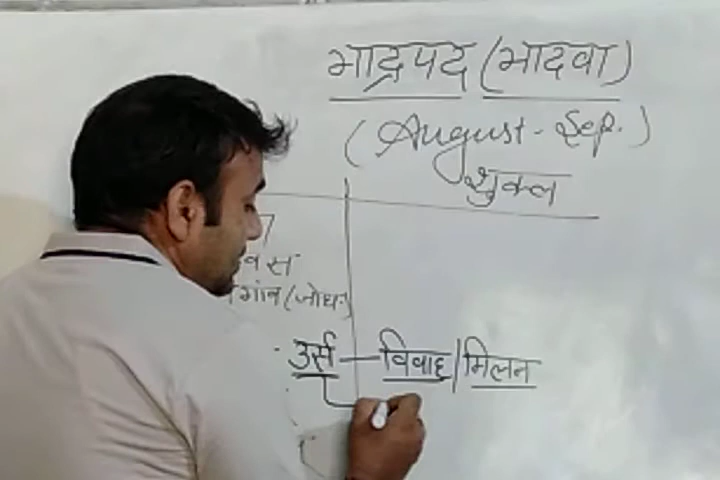 भाद्रपद (भादवा)
(August - Sep.)
शुक्ल
उर्स — विवाह/मिलन